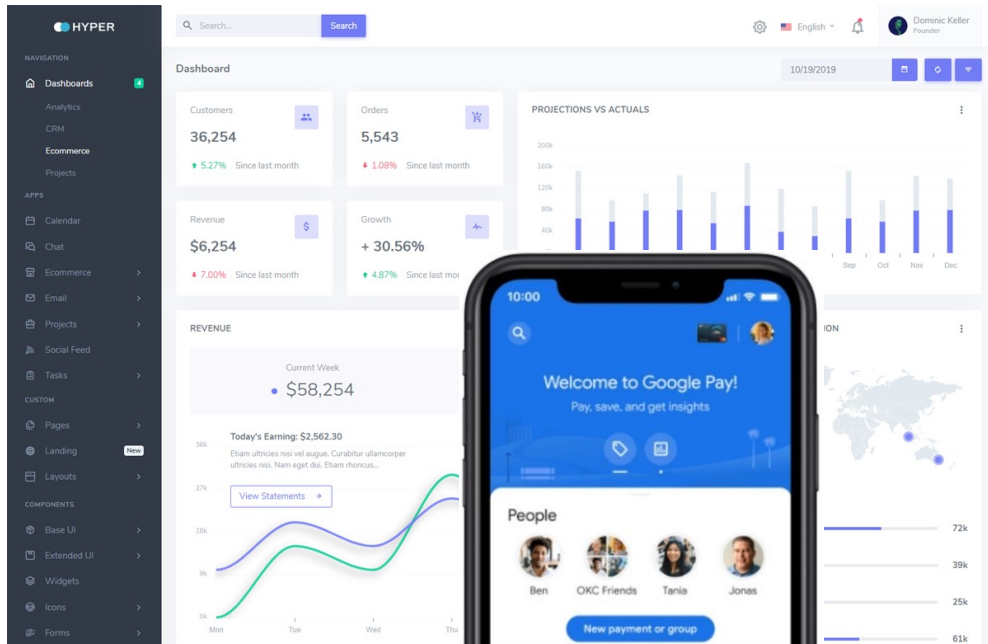 HYPER
Search...
Search
English
Dominic Keller
Founder
NAVIGATION
Dashboards
4
Analytics
CRM
Ecommerce
Projects
APPS
Calendar
Chat
Ecommerce
Email
Projects
Social Feed
Tasks
CUSTOM
Pages
Landing
New
Layouts
COMPONENTS
Base UI
Extended UI
Widgets
Icons
Forms
Dashboard
10/19/2019
Customers
36,254
5.27% Since last month
Orders
5,543
1.08% Since last month
Revenue
$6,254
7.00% Since last month
Growth
+ 30.56%
4.87% Since last mo
PROJECTIONS VS ACTUALS
200k
160k
120k
80k
40k
Sep Oct Nov Dec
REVENUE
Current Week
$58,254
Today's Earning: $2,562.30
Etiam ultricies nisi vel augue. Curabitur ullamcorper
ultricies nisi. Nam eget dui. Etiam rhoncus...
View Statements
36k
27k
18k
9k
0k
Mon Tue Wed Thu
10:00
Welcome to Google Pay!
Pay, save, and get insights
People
Ben OKC Friends Tania Jonas
New payment or group
ION
72k
39k
25k
61k